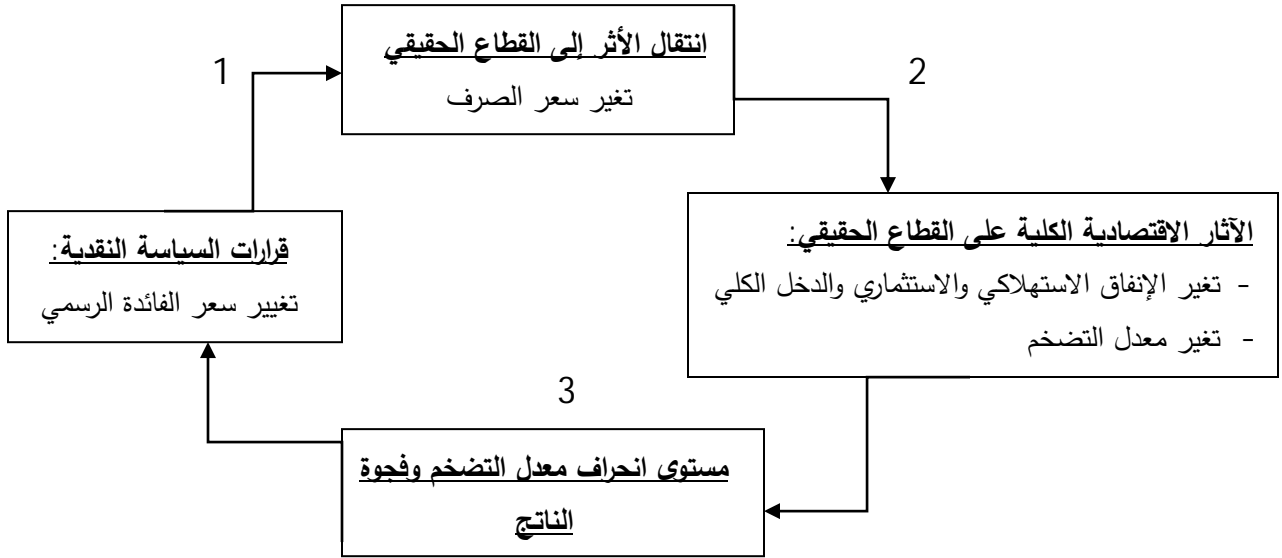 انتقال الأثر إلى القطاع الحقيقي
تغير سعر الصرف
1
2
قرارات السياسة النقدية:
تغيير سعر الفائدة الرسمي
الآثار الاقتصادية الكلية على القطاع الحقيقي:
- تغير الإنفاق الاستهلاكي والاستثماري والدخل الكلي
- تغير معدل التضخم
3
مستوى انحراف معدل التضخم وفجوة
الناتج